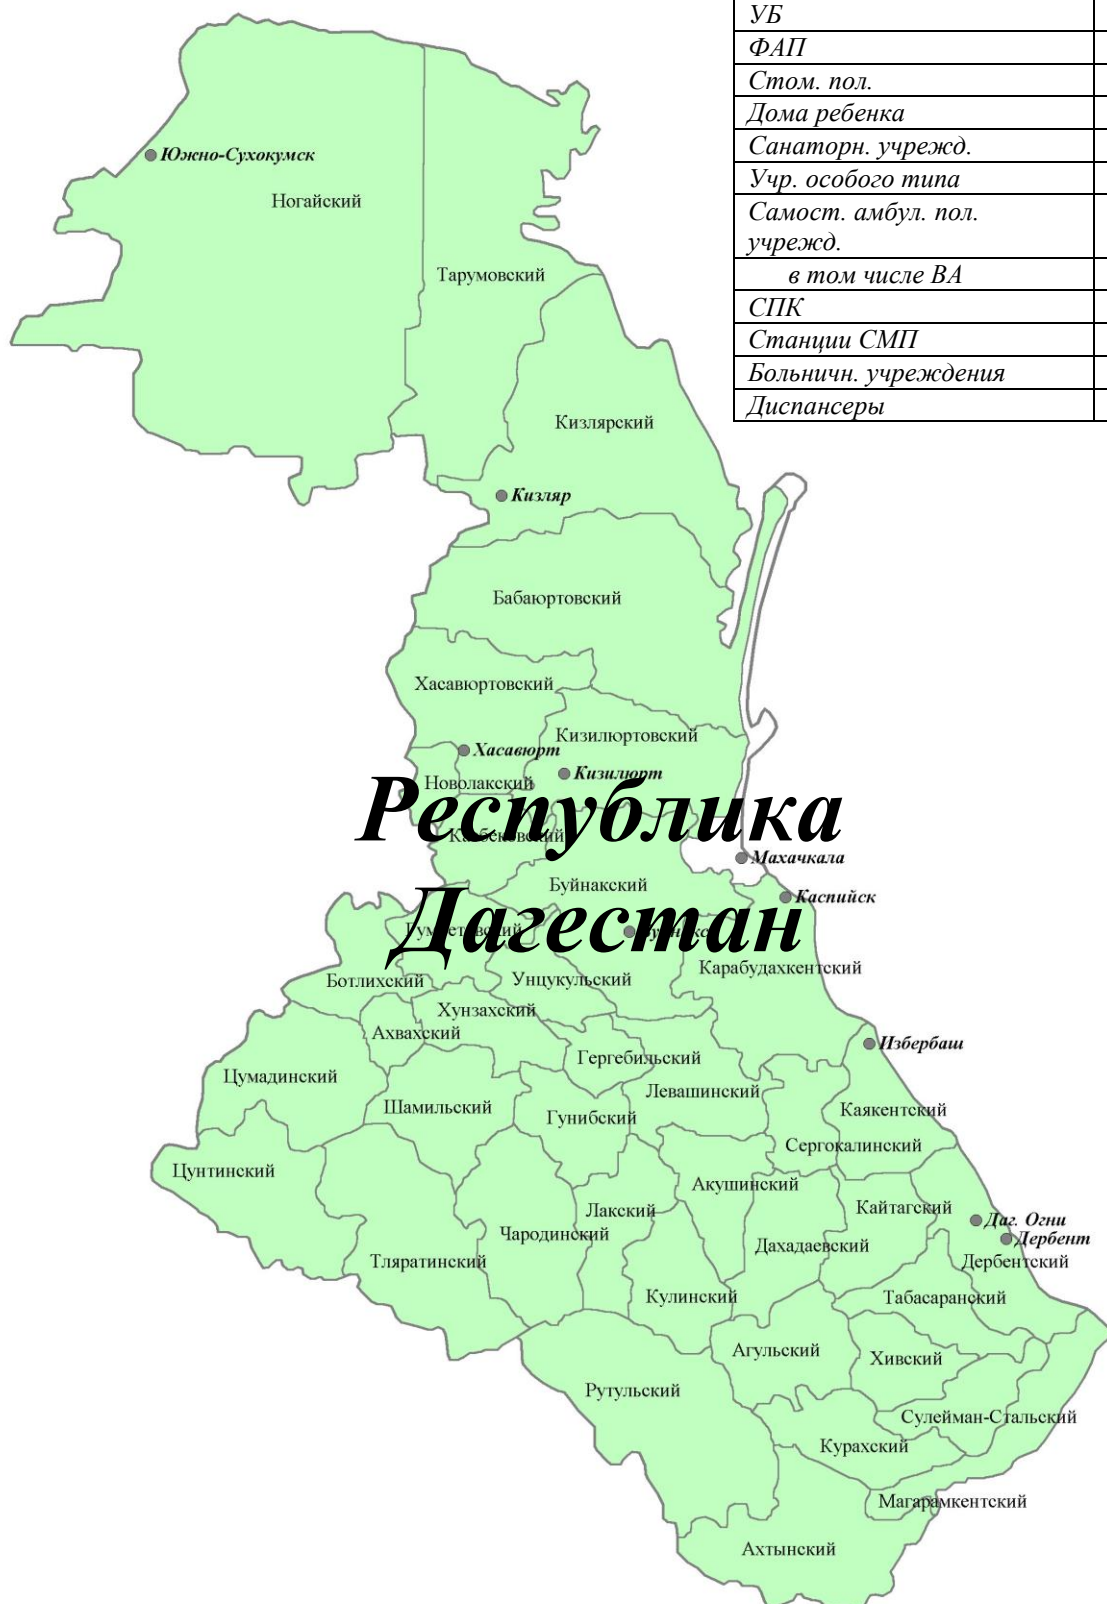 УБ
ФАП
Стом. пол.
Дома ребенка
Санаторн. учрежд.
Учр. особого типа
Самост. амбул. пол.
учрежд.
в том числе ВА
СПК
Станции СМП
Больничн. учреждения
Диспансеры
Южно-Сухокумск
Ногайский
Тарумовский
Кизлярский
Кизляр
Бабаюртовский
Хасавюртовский
Кизилюртовский
Хасавюрт
Кизилюрт
Новолакский
Республика
Махачкала
Буйнакский
Каспийск
Дагестан
Карабудахкентский
Ботлихский
Унцукульский
Хунзахский
Ахвахский
Избербаш
Гергебильский
Цумадинский
Левашинский
Шамильский
Гунибский
Каякентский
Сергокалинский
Цунтинский
Акушинский
Лакский
Кайтагский
Даг. Огни
Чародинский
Дербент
Дахадаевский
Тляратинский
Дербентский
Кулинский
Табасаранский
Агульский
Хивский
Рутульский
Сулейман-Стальский
Курахский
Магарамкентский
Ахтынский